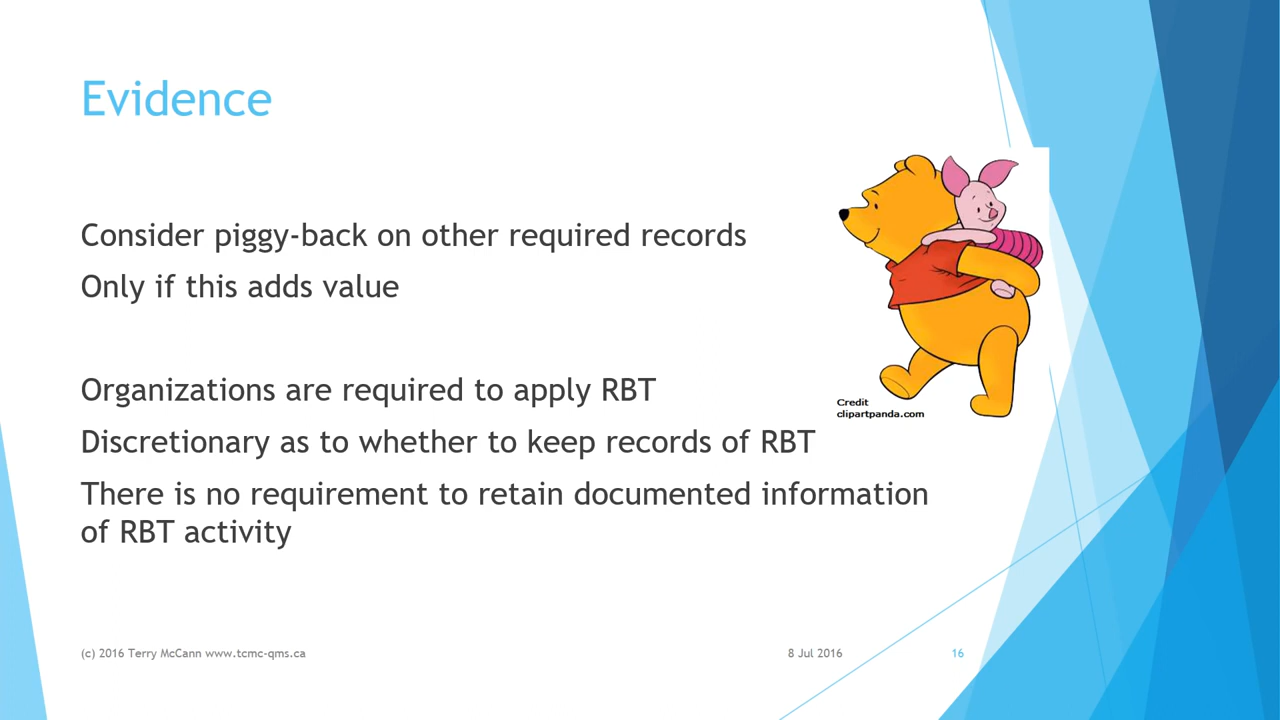 Evidence
Consider piggy-back on other required records
Only if this adds value
Credit
clipartpanda.com
Organizations are required to apply RBT
Discretionary as to whether to keep records of RBT
There is no requirement to retain documented information
of RBT activity
(c) 2016 Terry McCann www.tcmc-qms.ca
8 Jul 2016
16